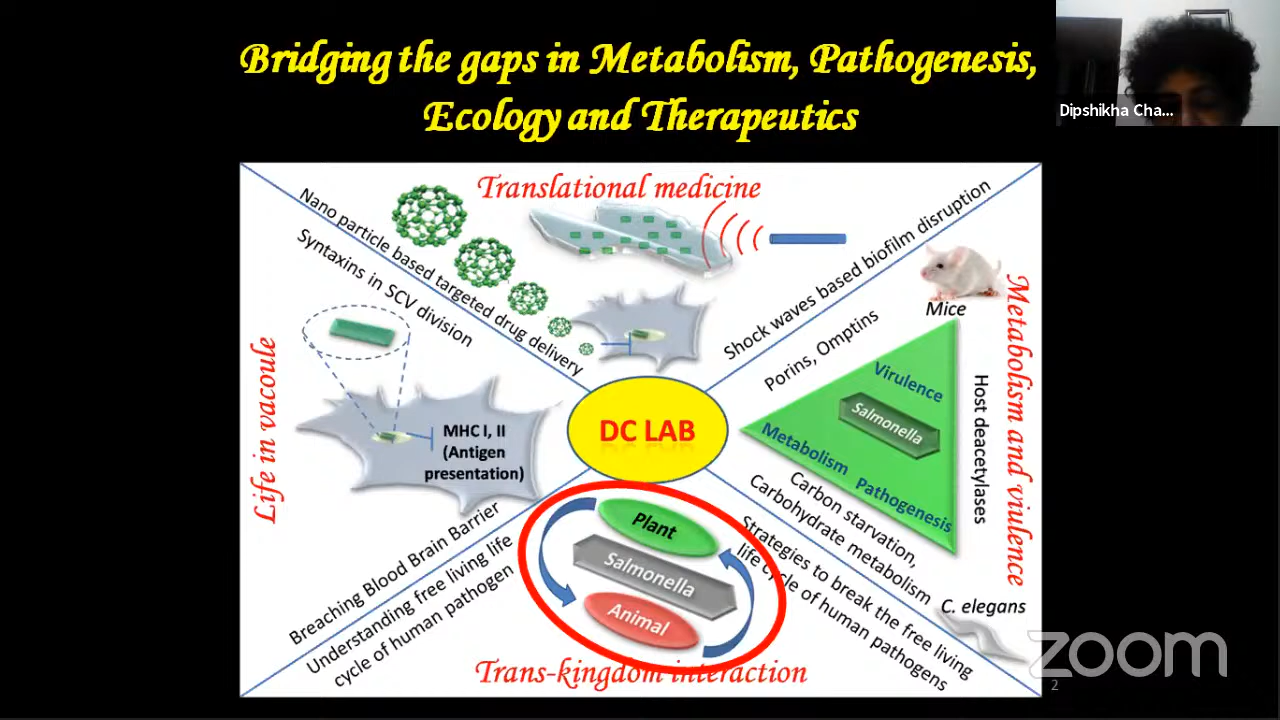 Bridging the gaps in Metabolism, Pathogenesis,
Ecology and Therapeutics
Dipshikha Cha...
Translational medicine
Nano particle based targeted drug delivery
Syntaxins in SCV division
Shock waves based biofilm disruption
Porins, Omptins
Mice
Life in vacoule
MHC I, II
(Antigen
presentation)
DC LAB
Virulence
Salmonella
Metabolism
Pathogenesis
Host deacetylases
Metabolism and viulence
Carbon starvation,
Carbohydrate metabolism
C. elegans
Breaching Blood Brain Barrier
Understanding free living life
cycle of human pathogen
Plant
Salmonella
Animal
Strategies to break the free living
life cycle of human pathogens
Trans-kingdom interaction
zoom
2